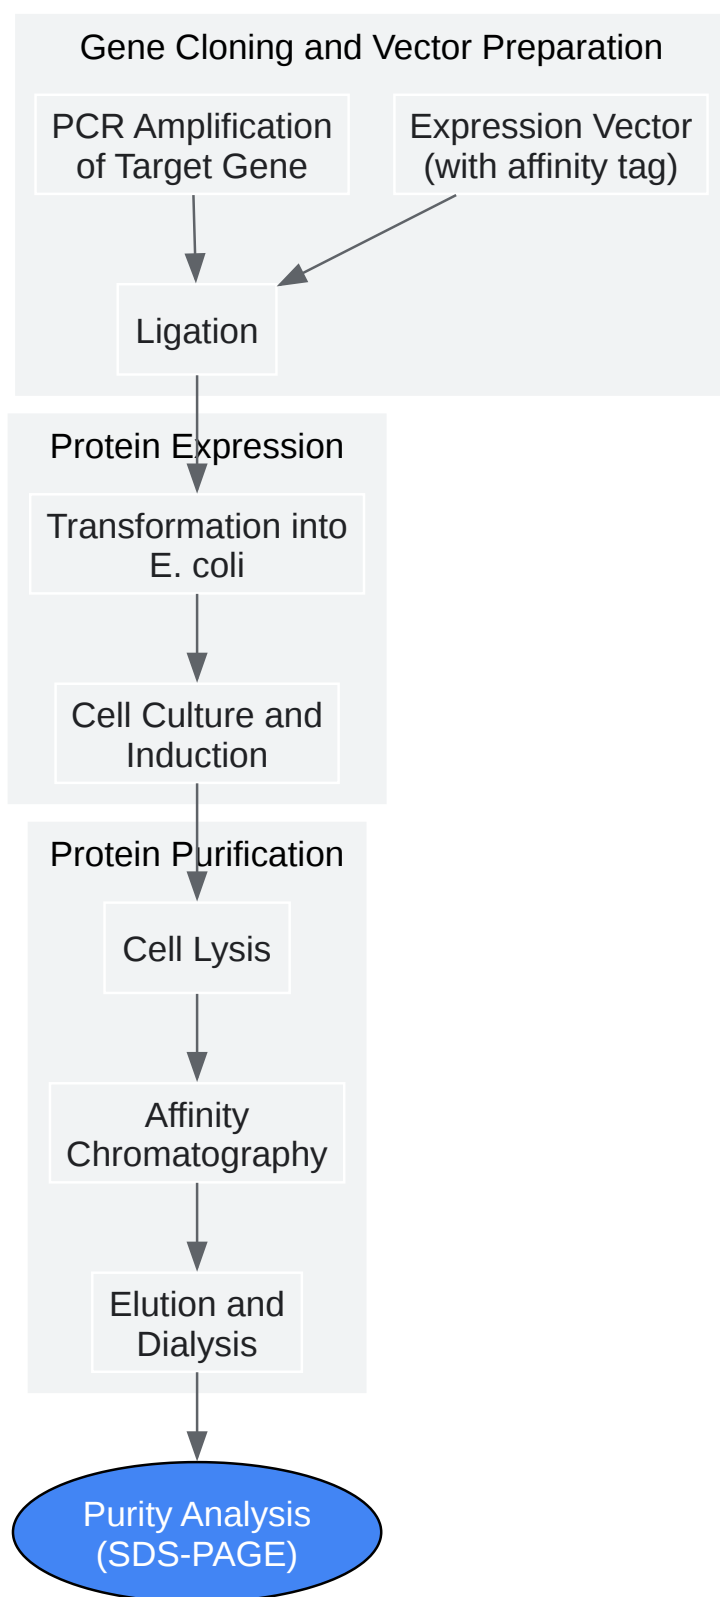 Gene Cloning and Vector Preparation
PCR Amplification
of Target Gene
Expression Vector
(with affinity tag)
Ligation
Protein Expression
Transformation into
E. coli
Cell Culture and
Induction
Protein Purification
Cell Lysis
Affinity
Chromatography
Elution and
Dialysis
Purity Analysis
(SDS-PAGE)